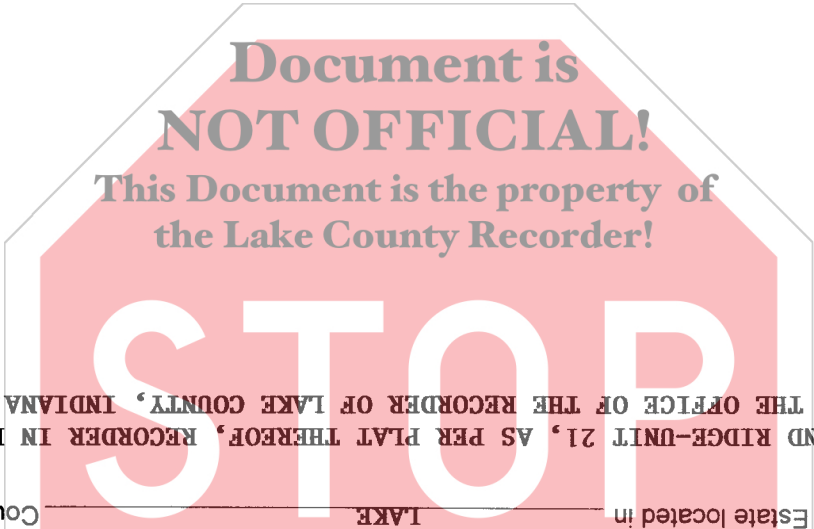 Document is
NOT OFFICIAL!
This Document is the property of
the Lake County Recorder!
STOP
Estate located in LAKE
RIDGE-UNIT 21, AS PER PLAT THEREOF, RECORDER IN
THE OFFICE OF THE RECORDER OF LAKE COUNTY, INDIANA